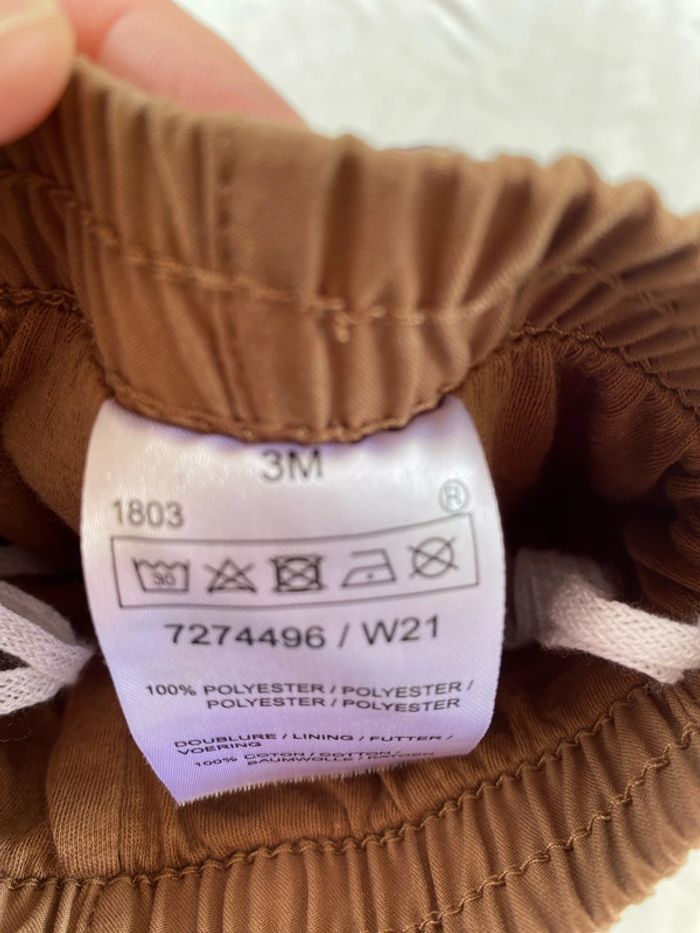 3M
1803
®
30
7274496 / W21
100% POLYESTER / POLYESTER /
POLYESTER / POLYESTER
DOUBLURE / LINING / FUTTER /
VOERING
100% COTON / COTTON /
BAUMWOLLE / KATOEN